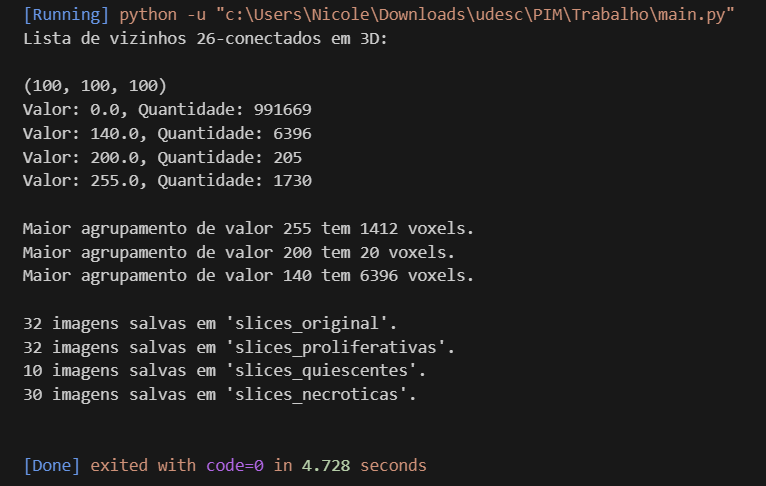 [Running] python -u "c:\Users\Nicole\Downloads\udesc\PIM\Trabalho\main.py"
Lista de vizinhos 26-conectados em 3D:
(100, 100, 100)
Valor: 0.0, Quantidade: 991669
Valor: 140.0, Quantidade: 6396
Valor: 200.0, Quantidade: 205
Valor: 255.0, Quantidade: 1730
Maior agrupamento de valor 255 tem 1412 voxels.
Maior agrupamento de valor 200 tem 20 voxels.
Maior agrupamento de valor 140 tem 6396 voxels.
32 imagens salvas em 'slices_original'.
32 imagens salvas em 'slices_proliferativas'.
10 imagens salvas em 'slices_quiescentes'.
30 imagens salvas em 'slices_necroticas'.
[Done] exited with code=0 in 4.728 seconds